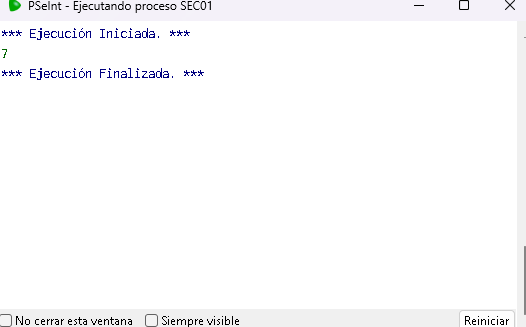 PSeInt - Ejecutando proceso SEC01
*** Ejecución Iniciada. ***
7
*** Ejecución Finalizada. ***
No cerrar esta ventana Siempre visible Reiniciar